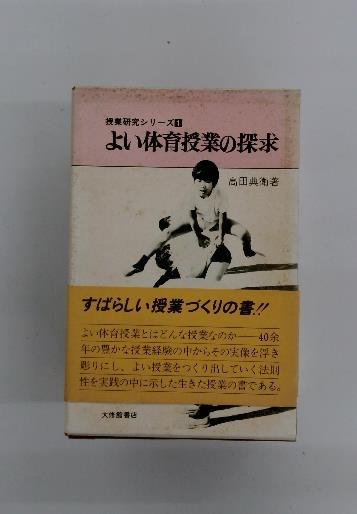 授業研究シリーズ1
よい体育授業の探求
高田典衛著
すばらしい授業づくりの書!!
よい体育授業とはどんな授業なのか――40余
年の豊かな授業経験の中からその実像を浮き
彫りにし、よい授業をつくり出していく法則
性を実践の中に示した生きた授業の書である。
大修館書店